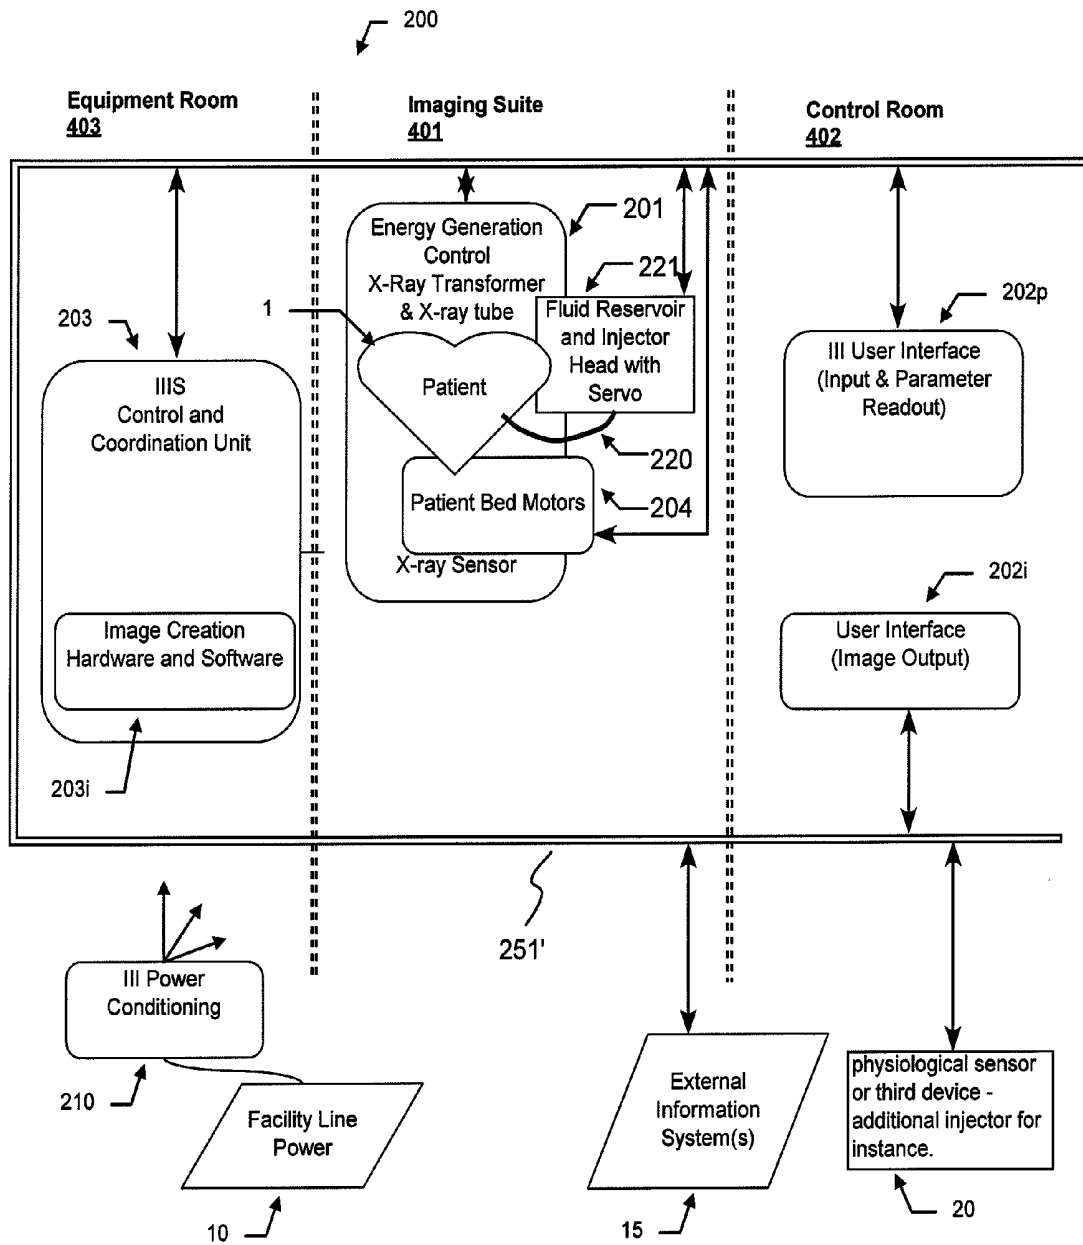 200
Equipment Room
403
Imaging Suite
401
Control Room
402
201
Energy Generation
Control
X-Ray Transformer
& X-ray tube
221
Fluid Reservoir
and Injector
Head with
Servo
1
Patient
202p
III User Interface
(Input & Parameter
Readout)
203
IIIS
Control and
Coordination Unit
220
Patient Bed Motors
204
X-ray Sensor
202i
User Interface
(Image Output)
Image Creation
Hardware and Software
203i
251'
III Power
Conditioning
210
Facility Line
Power
10
External
Information
System(s)
15
physiological sensor
or third device -
additional injector for
instance.
20